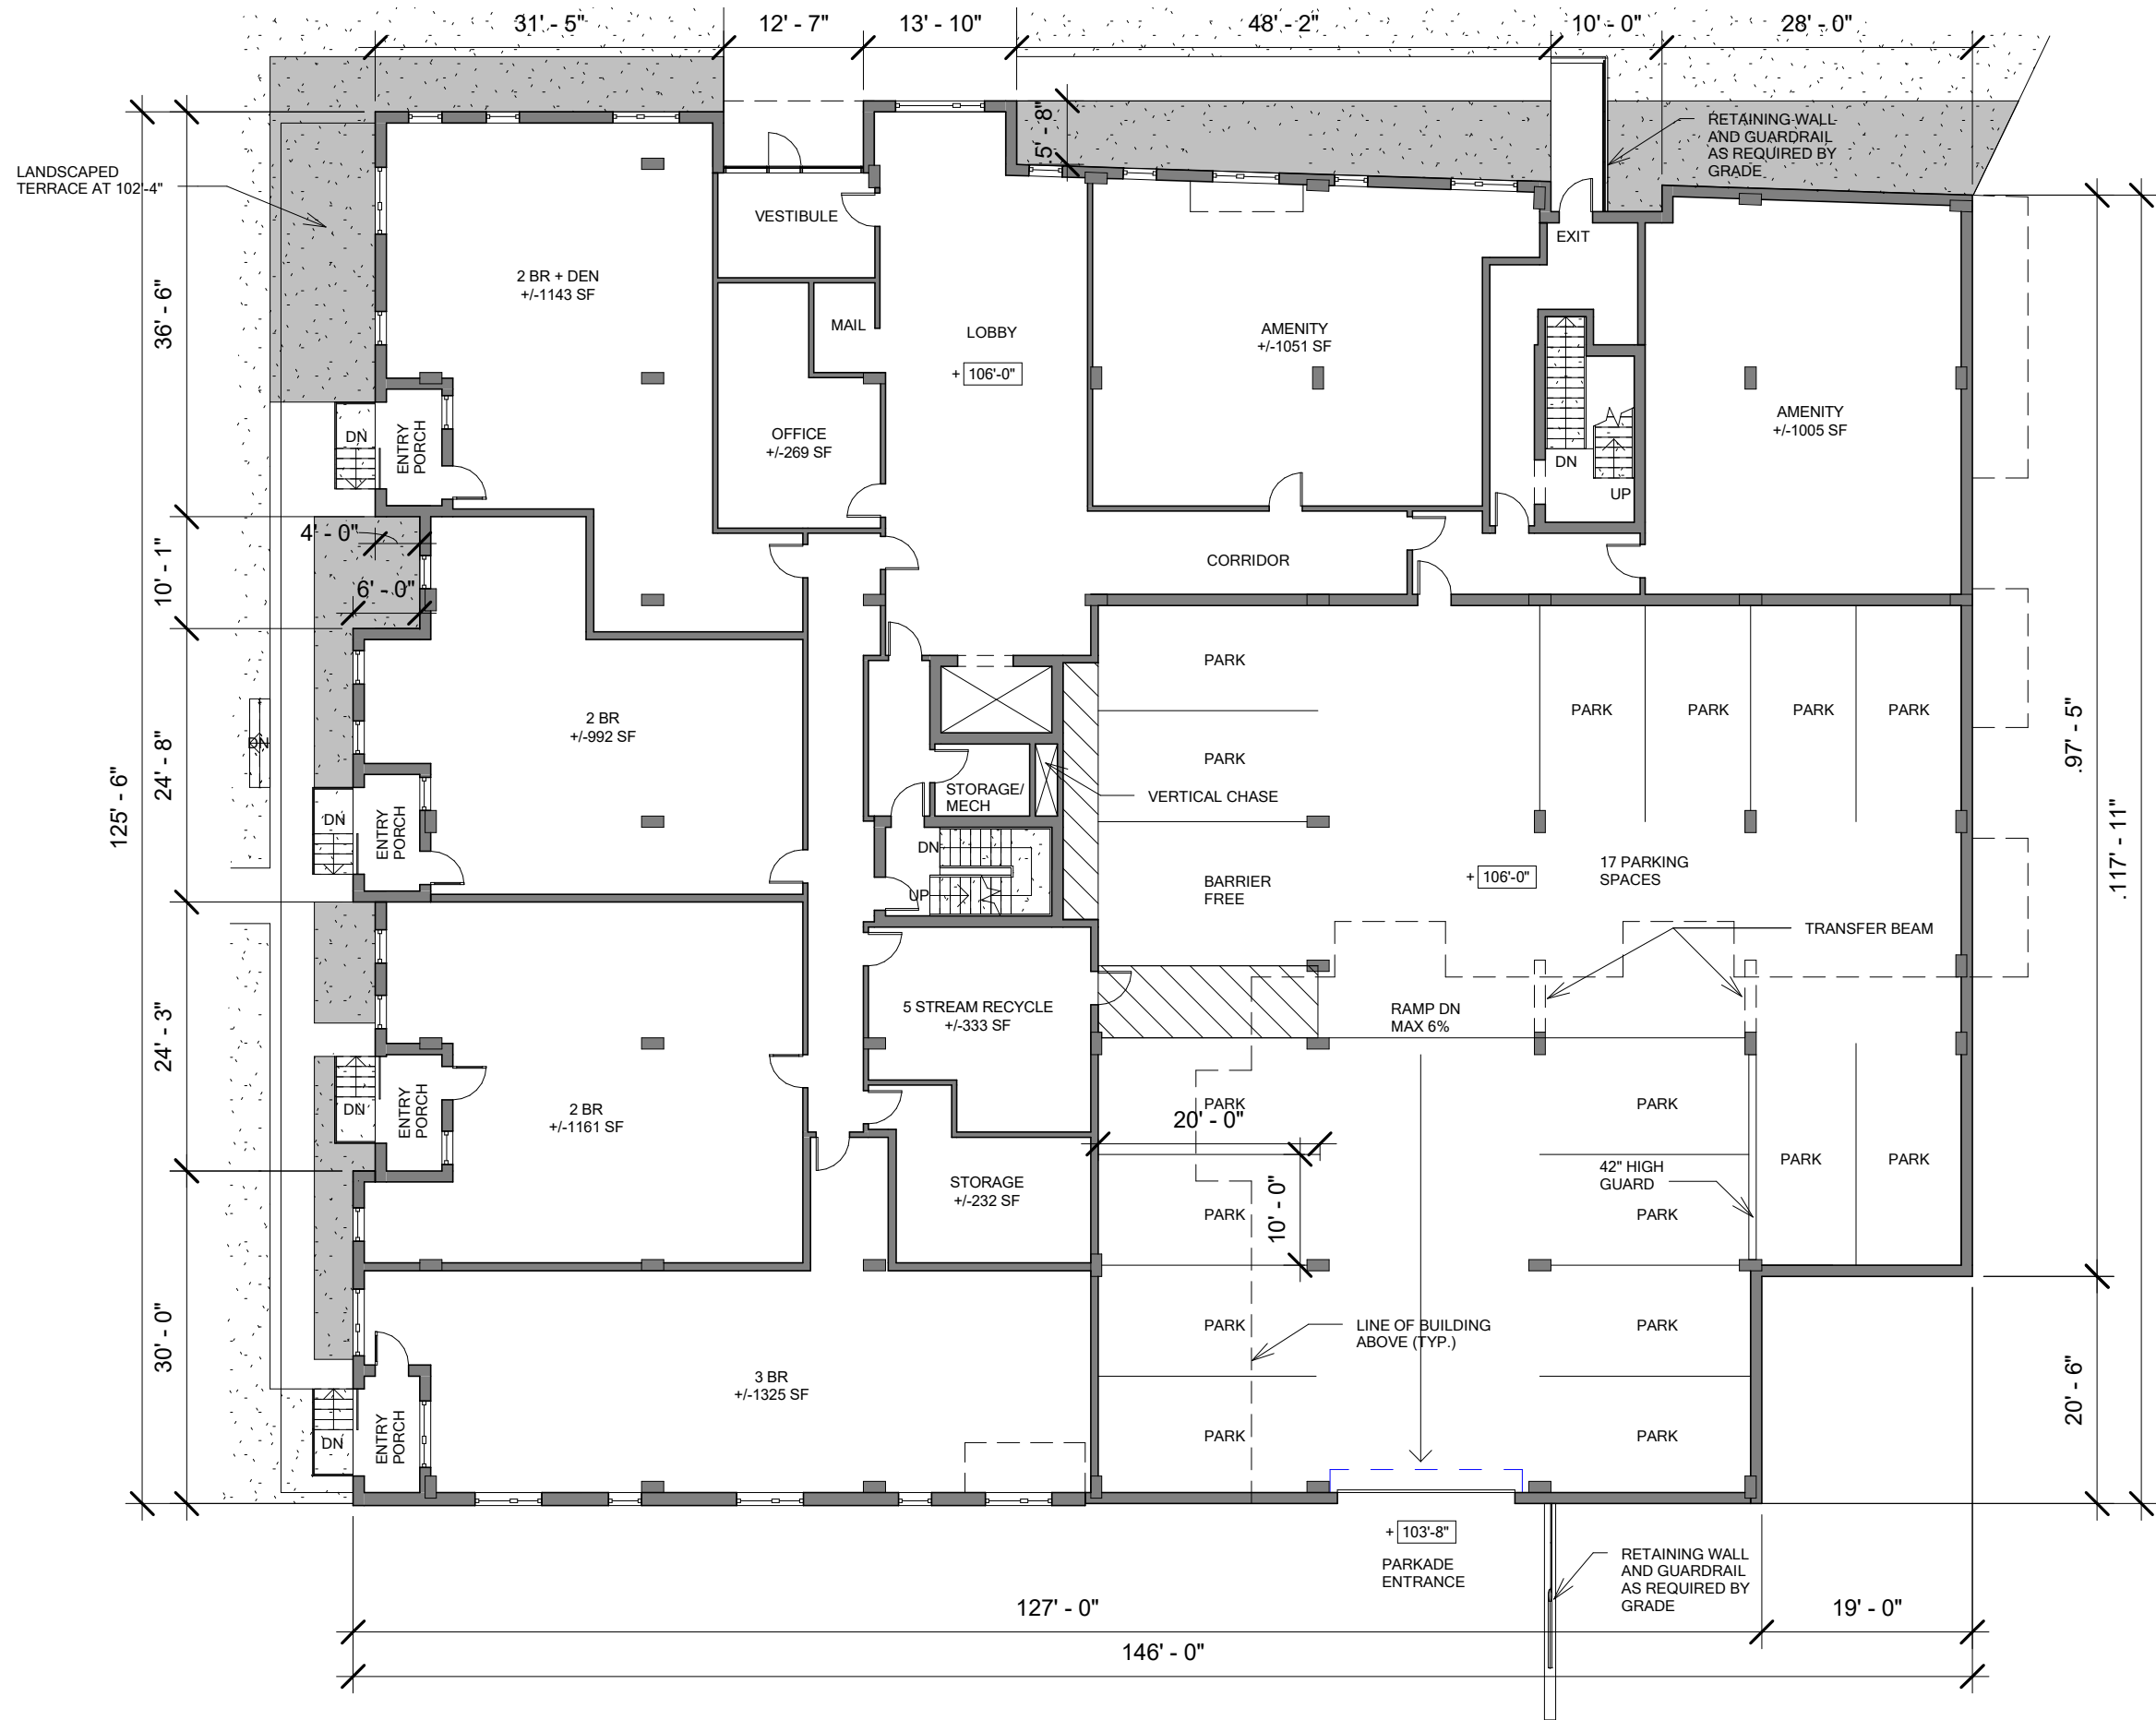 31' - 5"
12' - 7"
13' - 10"
48' - 2"
10' - 0"
28' - 0"
5' - 8"
RETAINING WALL
AND GUARDRAIL
AS REQUIRED BY
GRADE
LANDSCAPED
TERRACE AT 102'-4"
VESTIBULE
EXIT
2 BR + DEN
+/-1143 SF
MAIL
LOBBY
+ 106'-0"
AMENITY
+/-1051 SF
36' - 6"
AMENITY
+/-1005 SF
DN
ENTRY
PORCH
OFFICE
+/-269 SF
DN
UP
4' - 0"
10' - 1"
6' - 0"
CORRIDOR
PARK
PARK
PARK
PARK
PARK
2 BR
+/-992 SF
DN
24' - 8"
125' - 6"
97' - 5"
117' - 11"
PARK
STORAGE/
MECH
VERTICAL CHASE
DN
ENTRY
PORCH
DN
UP
BARRIER
FREE
+ 106'-0"
17 PARKING
SPACES
TRANSFER BEAM
5 STREAM RECYCLE
+/-333 SF
RAMP DN
MAX 6%
24' - 3"
DN
ENTRY
PORCH
2 BR
+/-1161 SF
PARK
20' - 0"
PARK
42" HIGH
GUARD
PARK
PARK
STORAGE
+/-232 SF
PARK
10' - 0"
PARK
30' - 0"
PARK
LINE OF BUILDING
ABOVE (TYP.)
PARK
3 BR
+/-1325 SF
20' - 6"
DN
ENTRY
PORCH
PARK
PARK
+ 103'-8"
PARKADE
ENTRANCE
RETAINING WALL
AND GUARDRAIL
AS REQUIRED BY
GRADE
127' - 0"
19' - 0"
146' - 0"